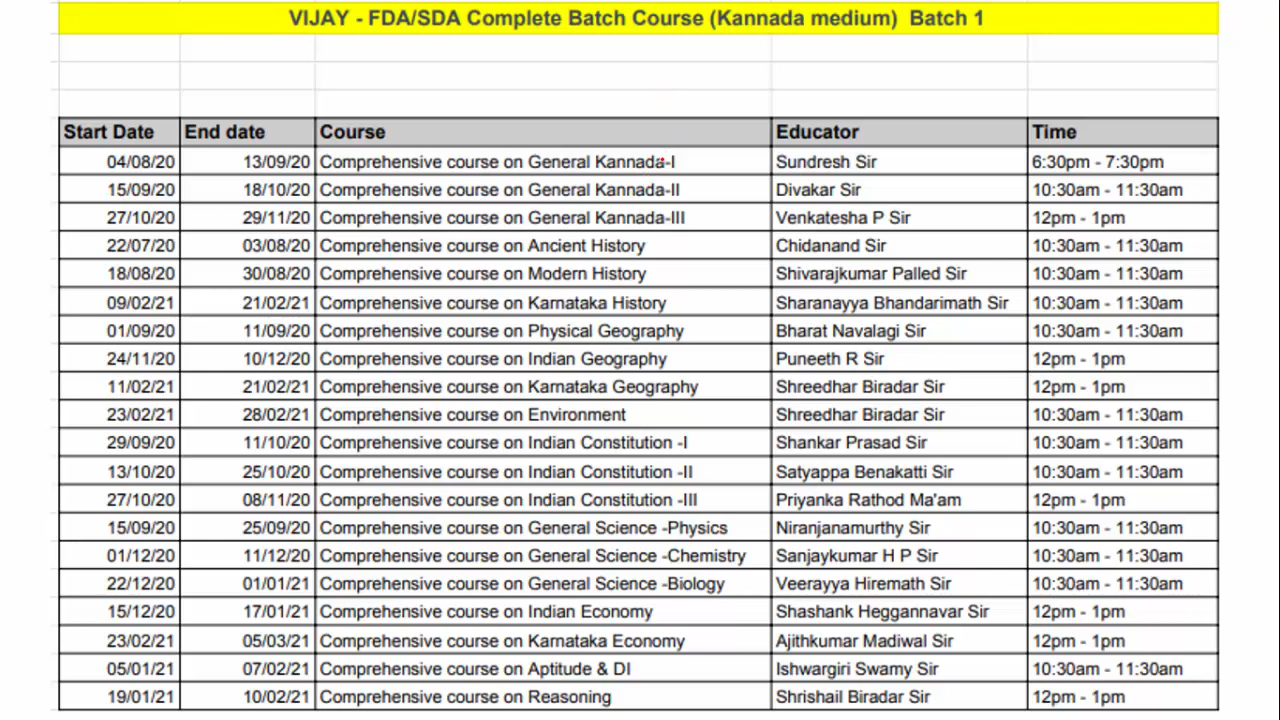 VIJAY - FDA/SDA Complete Batch Course (Kannada medium) Batch 1
Start Date End date Course Educator Time
04/08/20 13/09/20 Comprehensive course on General Kannada-I Sundresh Sir 6:30pm - 7:30pm
15/09/20 18/10/20 Comprehensive course on General Kannada-II Divakar Sir 10:30am - 11:30am
27/10/20 29/11/20 Comprehensive course on General Kannada-III Venkatesha P Sir 12pm - 1pm
22/07/20 03/08/20 Comprehensive course on Ancient History Chidanand Sir 10:30am - 11:30am
18/08/20 30/08/20 Comprehensive course on Modern History Shivarajkumar Palled Sir 10:30am - 11:30am
09/02/21 21/02/21 Comprehensive course on Karnataka History Sharanayya Bhandarimath Sir 10:30am - 11:30am
01/09/20 11/09/20 Comprehensive course on Physical Geography Bharat Navalagi Sir 10:30am - 11:30am
24/11/20 10/12/20 Comprehensive course on Indian Geography Puneeth R Sir 12pm - 1pm
11/02/21 21/02/21 Comprehensive course on Karnataka Geography Shreedhar Biradar Sir 12pm - 1pm
23/02/21 28/02/21 Comprehensive course on Environment Shreedhar Biradar Sir 10:30am - 11:30am
29/09/20 11/10/20 Comprehensive course on Indian Constitution -I Shankar Prasad Sir 10:30am - 11:30am
13/10/20 25/10/20 Comprehensive course on Indian Constitution -II Satyappa Benakatti Sir 10:30am - 11:30am
27/10/20 08/11/20 Comprehensive course on Indian Constitution -III Priyanka Rathod Ma'am 12pm - 1pm
15/09/20 25/09/20 Comprehensive course on General Science -Physics Niranjanamurthy Sir 10:30am - 11:30am
01/12/20 11/12/20 Comprehensive course on General Science -Chemistry Sanjaykumar H P Sir 10:30am - 11:30am
22/12/20 01/01/21 Comprehensive course on General Science -Biology Veerayya Hiremath Sir 10:30am - 11:30am
15/12/20 17/01/21 Comprehensive course on Indian Economy Shashank Heggannavar Sir 12pm - 1pm
23/02/21 05/03/21 Comprehensive course on Karnataka Economy Ajithkumar Madiwal Sir 12pm - 1pm
05/01/21 07/02/21 Comprehensive course on Aptitude & DI Ishwargiri Swamy Sir 10:30am - 11:30am
19/01/21 10/02/21 Comprehensive course on Reasoning Shrishail Biradar Sir 12pm - 1pm